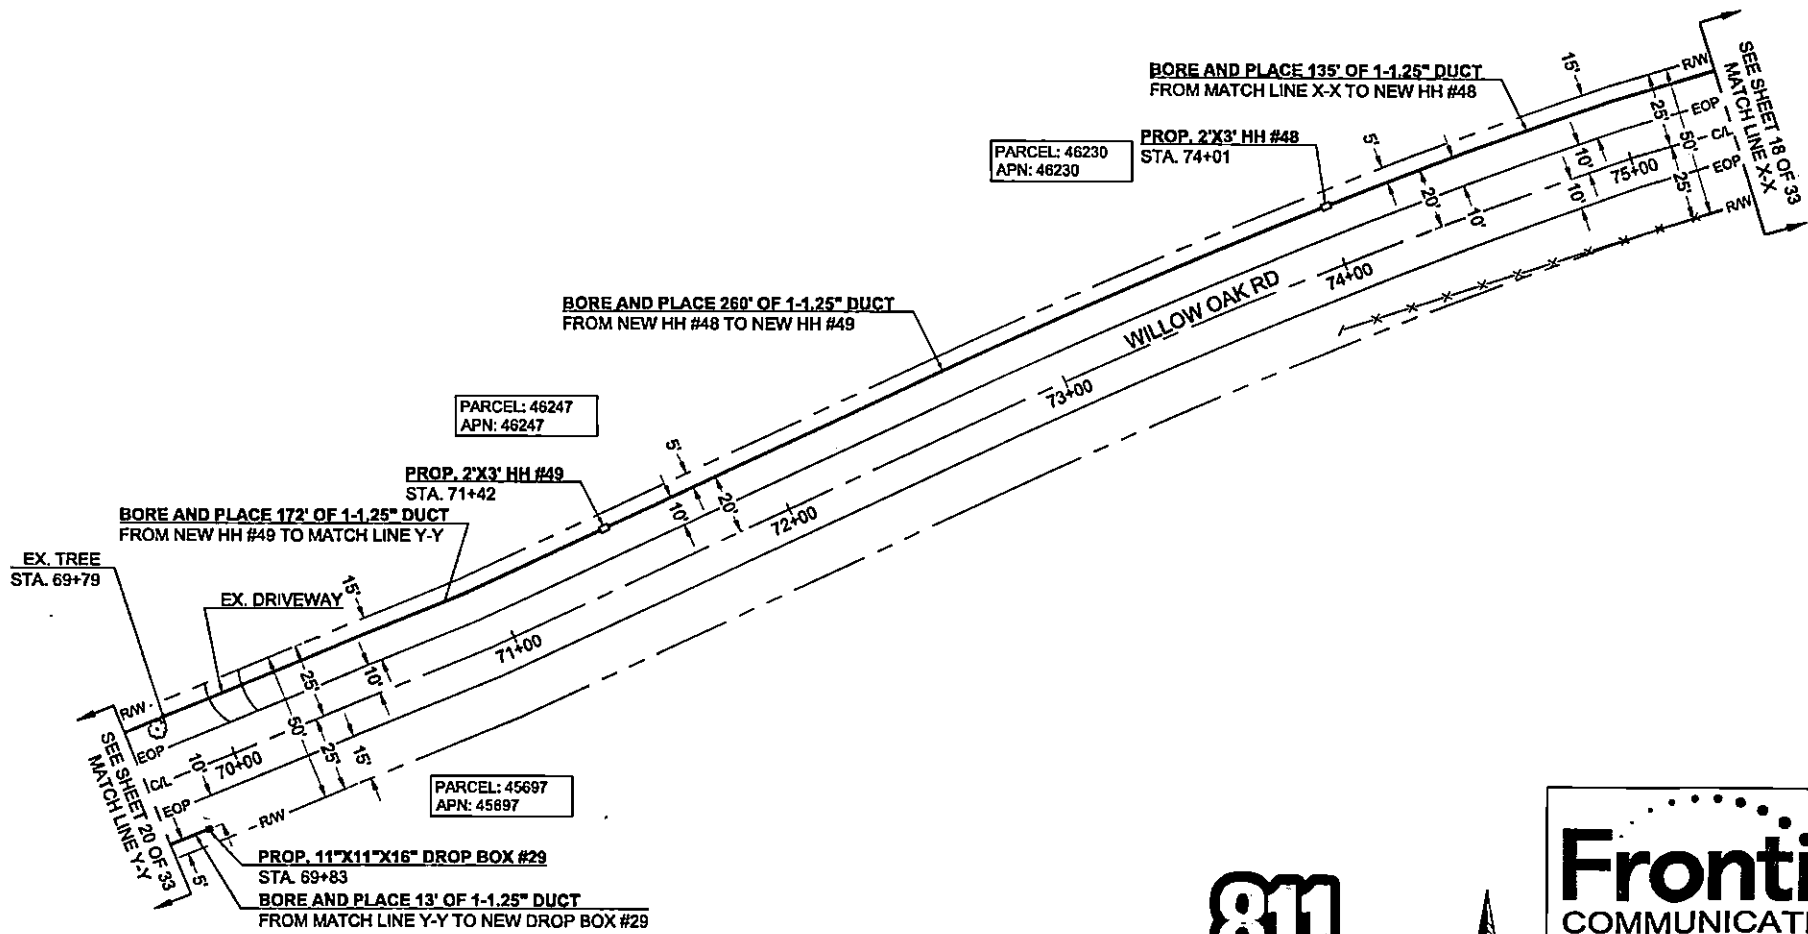 BORE AND PLACE 135' OF 1-1.25" DUCT
FROM MATCH LINE X-X TO NEW HH #48
15'
R/W
SEE SHEET 18 OF 33
MATCH LINE X-X
25'
EOP
C/L
50'
EOP
R/W
10'
10'
75+00
25'
PARCEL: 46230
APN: 46230
PROP. 2'X3' HH #48
STA. 74+01
5'
20'
10'
74+00
WILLOW OAK RD
BORE AND PLACE 260' OF 1-1.25" DUCT
FROM NEW HH #48 TO NEW HH #49
73+00
PARCEL: 46247
APN: 46247
5'
PROP. 2'X3' HH #49
STA. 71+42
10'
20'
72+00
BORE AND PLACE 172' OF 1-1.25" DUCT
FROM NEW HH #49 TO MATCH LINE Y-Y
EX. TREE
STA. 69+79
EX. DRIVEWAY
15'
71+00
25'
10'
R/W
EOP
50'
25'
15'
C/L
10'
70+00
EOP
R/W
SEE SHEET 20 OF 33
MATCH LINE Y-Y
5'
PARCEL: 45697
APN: 45697
PROP. 11"X11"X16" DROP BOX #29
STA. 69+83
BORE AND PLACE 13' OF 1-1.25" DUCT
FROM MATCH LINE Y-Y TO NEW DROP BOX #29
811
Fronti
COMMUNICATI